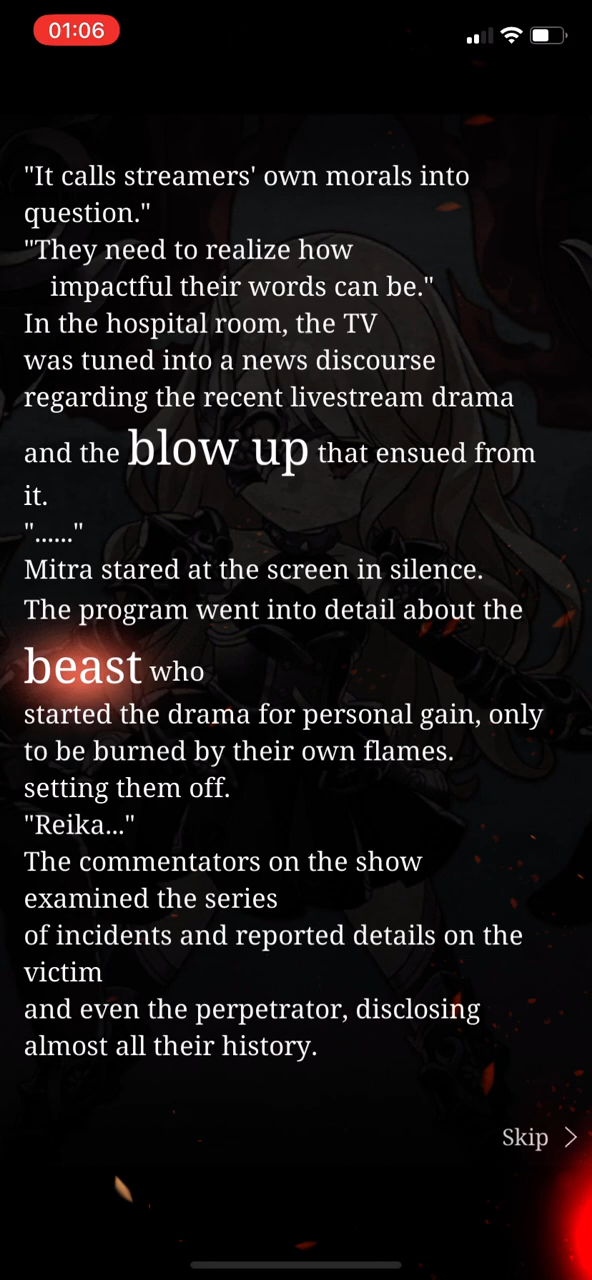 01:06
"It calls streamers' own morals into
question."
"They need to realize how
impactful their words can be."
In the hospital room, the TV
was tuned into a news discourse
regarding the recent livestream drama
and the blow up that ensued from
it.
"......"
Mitra stared at the screen in silence.
The program went into detail about the
beast who
started the drama for personal gain, only
to be burned by their own flames.
setting them off.
"Reika..."
The commentators on the show
examined the series
of incidents and reported details on the
victim
and even the perpetrator, disclosing
almost all their history.
Skip